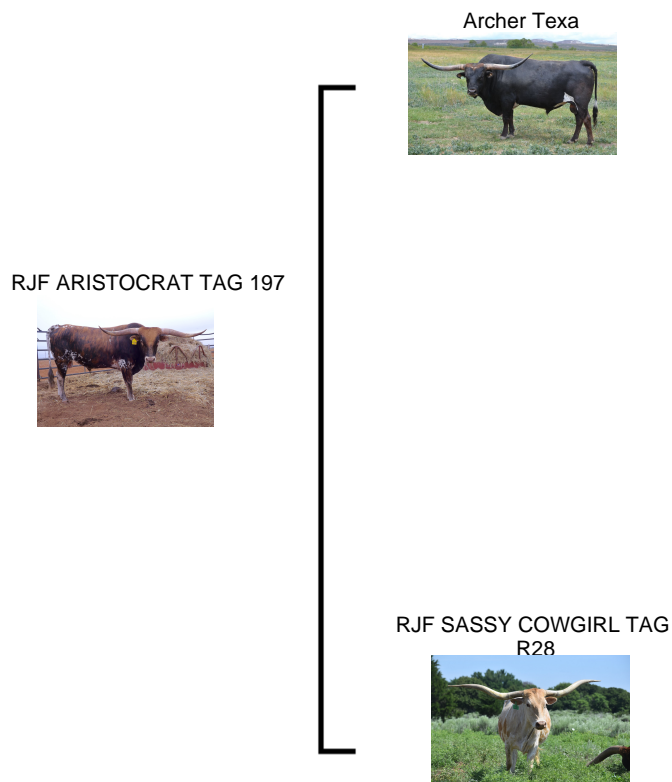 Archer Texa
RJF ARISTOCRAT TAG 197
RJF SASSY COWGIRL TAG
R28